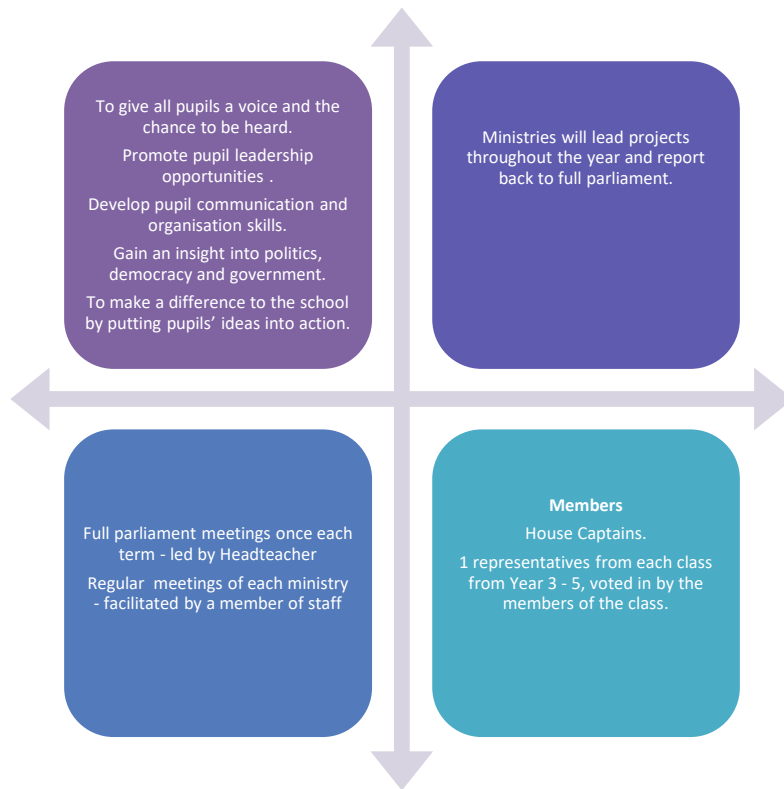 To give all pupils a voice and the
chance to be heard.
Promote pupil leadership
opportunities .
Develop pupil communication and
organisation skills.
Gain an insight into politics,
democracy and government.
To make a difference to the school
by putting pupils’ ideas into action.
Ministries will lead projects
throughout the year and report
back to full parliament.
Full parliament meetings once each
term - led by Headteacher
Regular  meetings of each ministry
- facilitated by a member of staff
Members
House Captains.
1 representatives from each class
from Year 3 - 5, voted in by the
members of the class.